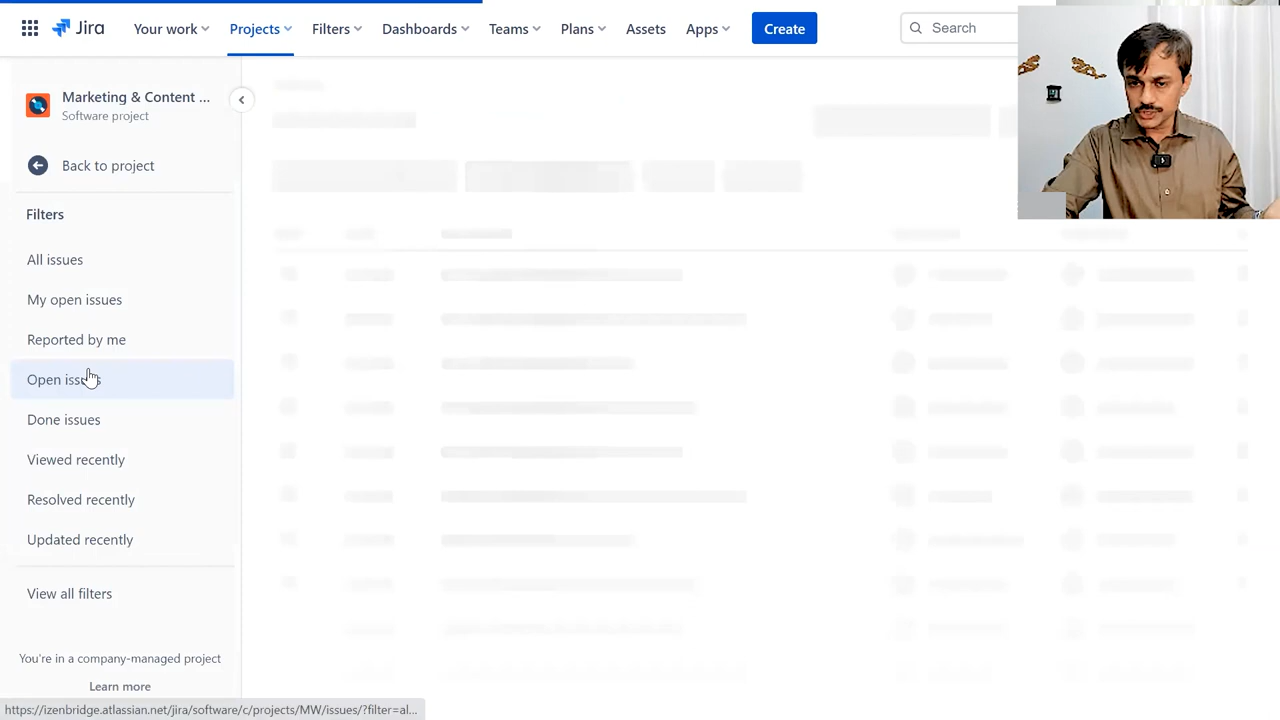 Jira
Your work
Projects
Filters
Dashboards
Teams
Plans
Assets
Apps
Create
Search
Marketing & Content ...
Software project
Back to project
Filters
All issues
My open issues
Reported by me
Open issues
Done issues
Viewed recently
Resolved recently
Updated recently
View all filters
You're in a company-managed project
Learn more
https://izenbridge.atlassian.net/jira/software/c/projects/MW/issues/?filter=al...